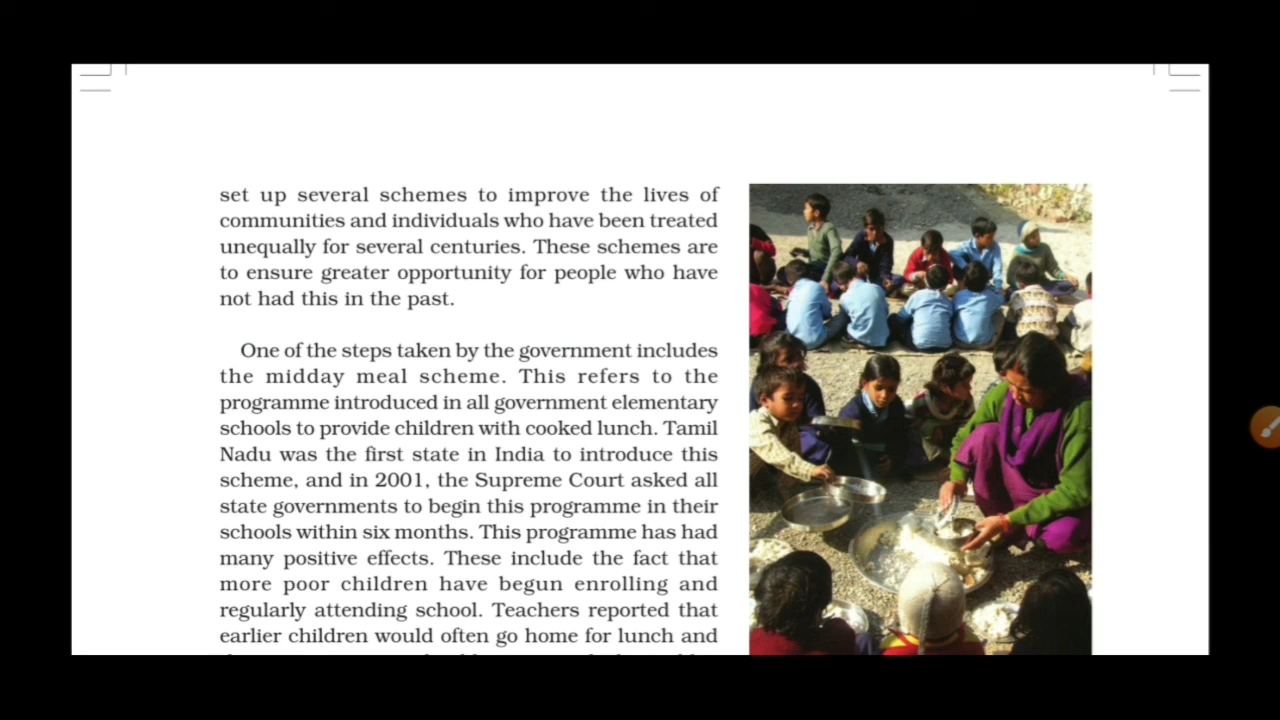 set up several schemes to improve the lives of
communities and individuals who have been treated
unequally for several centuries. These schemes are
to ensure greater opportunity for people who have
not had this in the past.
One of the steps taken by the government includes
the midday meal scheme. This refers to the
programme introduced in all government elementary
schools to provide children with cooked lunch. Tamil
Nadu was the first state in India to introduce this
scheme, and in 2001, the Supreme Court asked all
state governments to begin this programme in their
schools within six months. This programme has had
many positive effects. These include the fact that
more poor children have begun enrolling and
regularly attending school. Teachers reported that
earlier children would often go home for lunch and